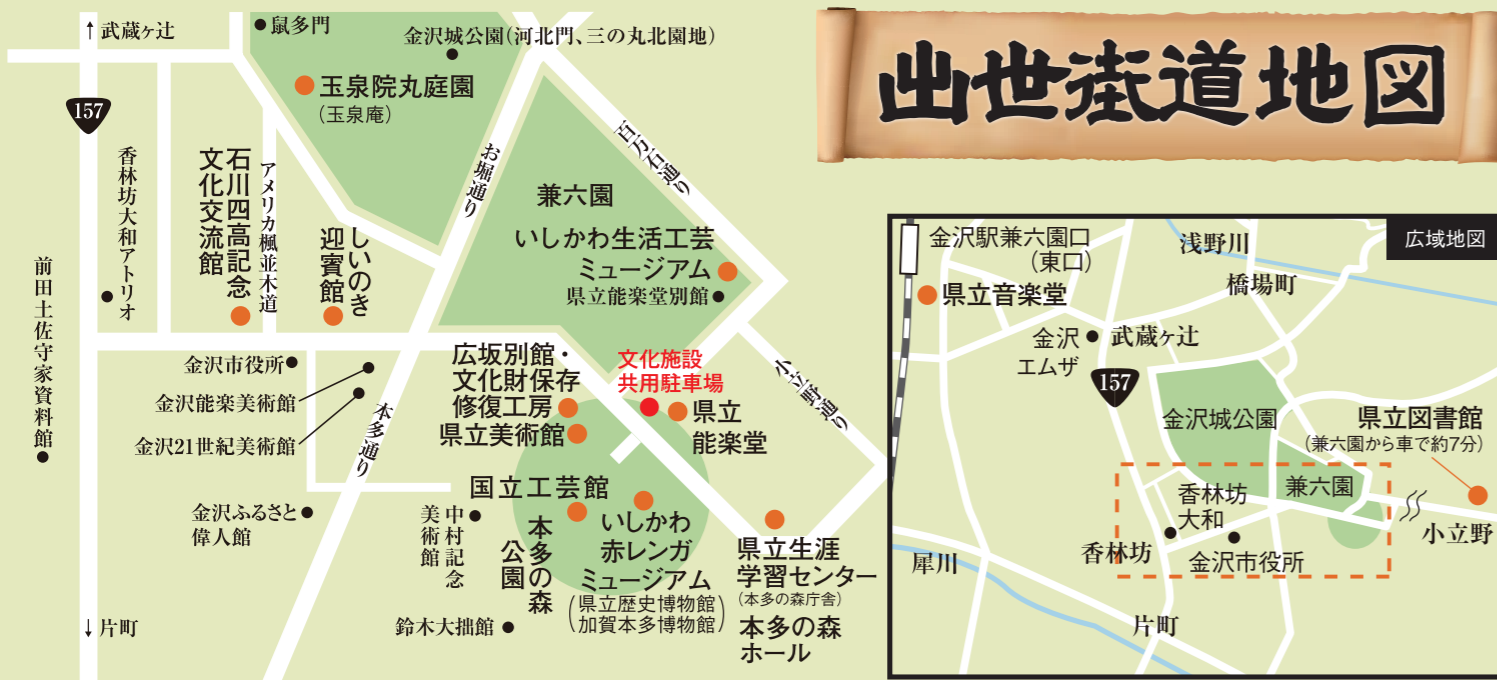 出世街道地図
↑武蔵ヶ辻
157
鼠多門
金沢城公園(河北門、三の丸北園地)
玉泉院丸庭園
(玉泉庵)
お堀通り
百万石通り
兼六園
いしかわ生活工芸
ミュージアム
県立能楽堂別館
前田土佐守家資料館
香林坊大和アトリオ
石川四高記念
文化交流館
アメリカ楓並木道
しいのき
迎賓館
金沢市役所
金沢能楽美術館
金沢21世紀美術館
本多通り
広坂別館・
文化財保存
修復工房
県立美術館
文化施設
共用駐車場
県立
能楽堂
小立野通り
国立工芸館
金沢ふるさと
偉人館
中村記念
美術館
本多の森
公園
いしかわ
赤レンガ
ミュージアム
(県立歴史博物館
加賀本多博物館)
県立生涯
学習センター
(本多の森庁舎)
本多の森
ホール
鈴木大拙館
↓片町
広域地図
金沢駅兼六園口
(東口)
県立音楽堂
浅野川
橋場町
金沢
エムザ
武蔵ヶ辻
157
金沢城公園
県立図書館
(兼六園から車で約7分)
兼六園
香林坊
大和
小立野
香林坊
金沢市役所
犀川
片町